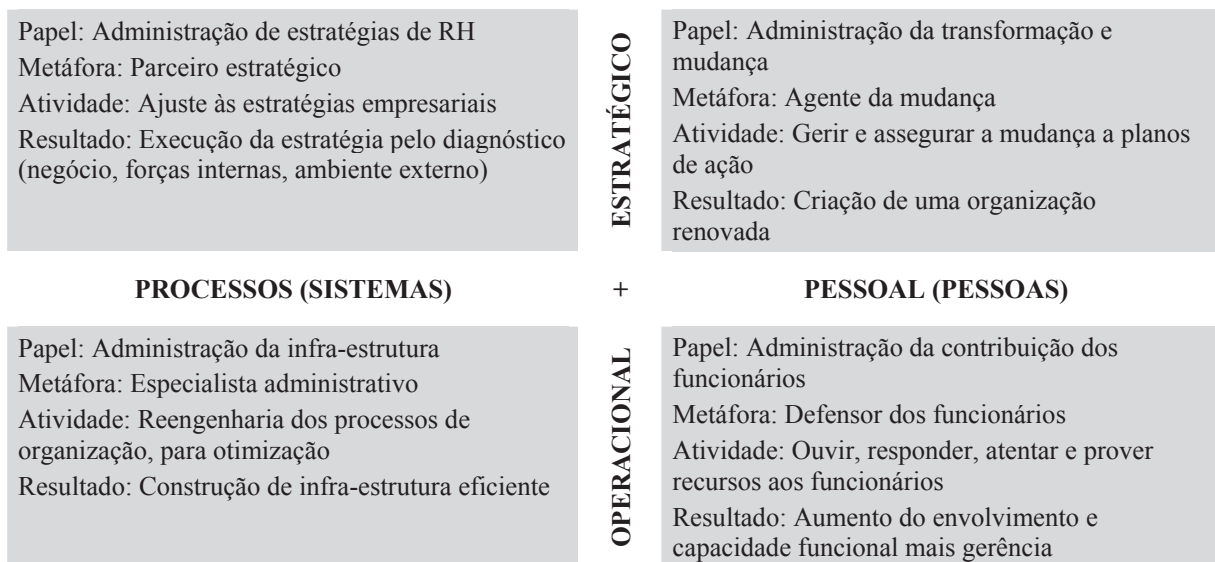 Papel: Administração de estratégias de RH
Metáfora: Parceiro estratégico
Atividade: Ajuste às estratégias empresariais
Resultado: Execução da estratégia pelo diagnóstico
(negócio, forças internas, ambiente externo)
ESTRATÉGICO
Papel: Administração da transformação e
mudança
Metáfora: Agente da mudança
Atividade: Gerir e assegurar a mudança a planos
de ação
Resultado: Criação de uma organização
renovada
PROCESSOS (SISTEMAS) + PESSOAL (PESSOAS)
Papel: Administração da infra-estrutura
Metáfora: Especialista administrativo
Atividade: Reengenharia dos processos de
organização, para otimização
Resultado: Construção de infra-estrutura eficiente
OPERACIONAL
Papel: Administração da contribuição dos
funcionários
Metáfora: Defensor dos funcionários
Atividade: Ouvir, responder, atentar e prover
recursos aos funcionários
Resultado: Aumento do envolvimento e
capacidade funcional mais gerência